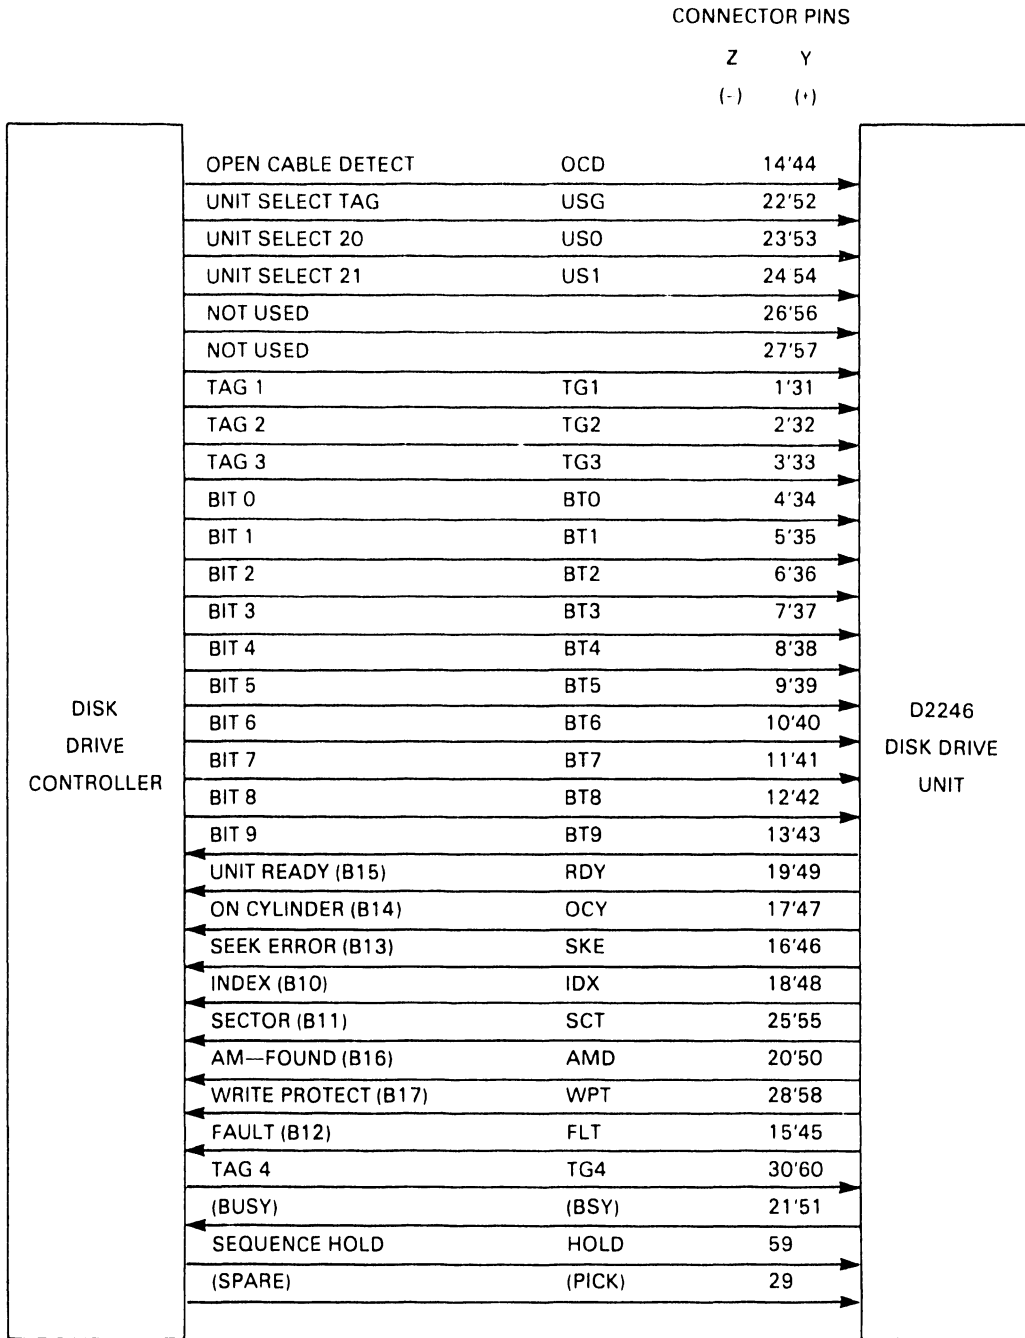 CONNECTOR PINS
Z Y
(-) (+)
OPEN CABLE DETECT OCD 14'44
UNIT SELECT TAG USG 22'52
UNIT SELECT 20 US0 23'53
UNIT SELECT 21 US1 24 54
NOT USED 26'56
NOT USED 27'57
TAG 1 TG1 1'31
TAG 2 TG2 2'32
TAG 3 TG3 3'33
BIT 0 BT0 4'34
BIT 1 BT1 5'35
BIT 2 BT2 6'36
BIT 3 BT3 7'37
BIT 4 BT4 8'38
BIT 5 BT5 9'39
BIT 6 BT6 10'40
BIT 7 BT7 11'41
BIT 8 BT8 12'42
BIT 9 BT9 13'43
UNIT READY (B15) RDY 19'49
ON CYLINDER (B14) OCY 17'47
SEEK ERROR (B13) SKE 16'46
INDEX (B10) IDX 18'48
SECTOR (B11) SCT 25'55
AM—FOUND (B16) AMD 20'50
WRITE PROTECT (B17) WPT 28'58
FAULT (B12) FLT 15'45
TAG 4 TG4 30'60
(BUSY) (BSY) 21'51
SEQUENCE HOLD HOLD 59
(SPARE) (PICK) 29
DISK
DRIVE
CONTROLLER
D2246
DISK DRIVE
UNIT